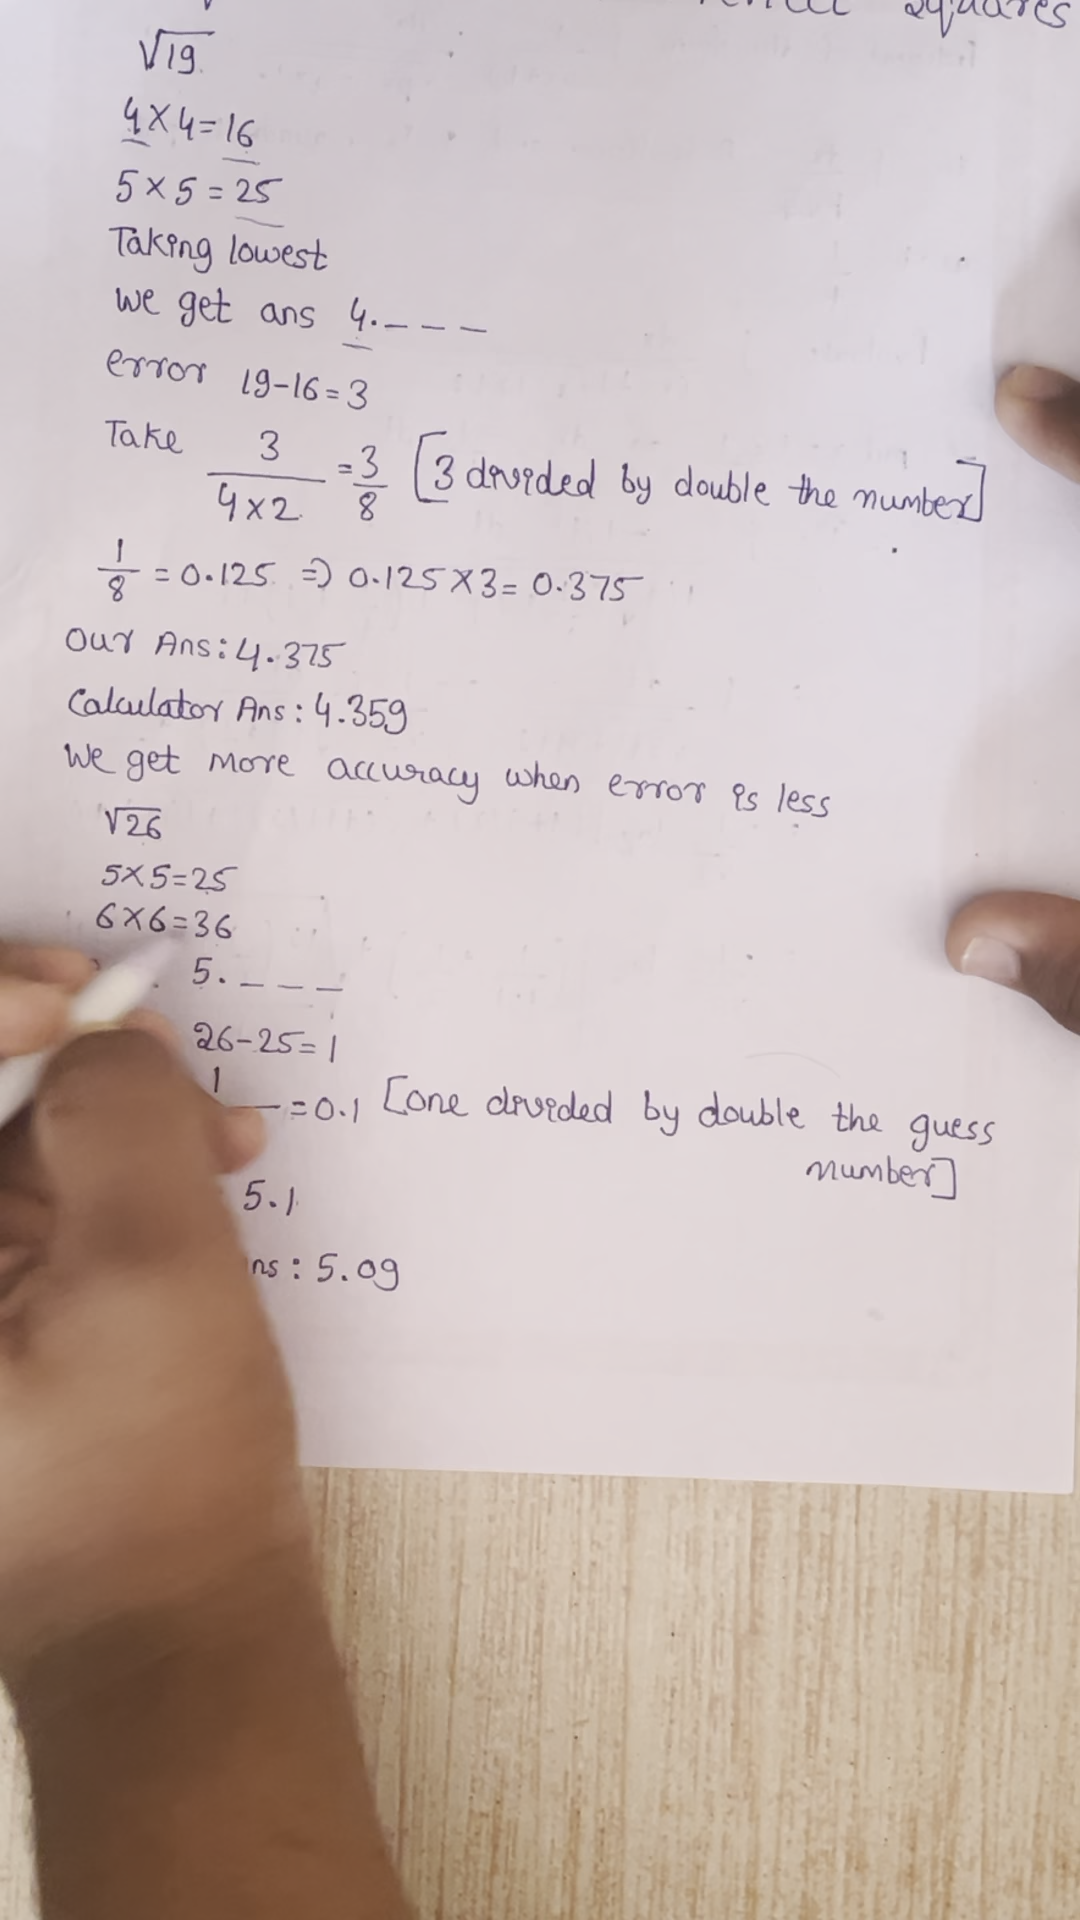 squares
√19
4×4=16
5×5=25
Taking lowest
we get ans 4.---
error 19-16=3
Take 3/4×2 = 3/8 [3 divided by double the number]
1/8 = 0.125 ⇒ 0.125×3= 0.375
Our Ans: 4.375
Calculator Ans: 4.359
We get more accuracy when error is less
√26
5×5=25
6×6=36
5.---
26-25=1
1 =0.1 [one divided by double the guess
number]
5.1
ns: 5.09